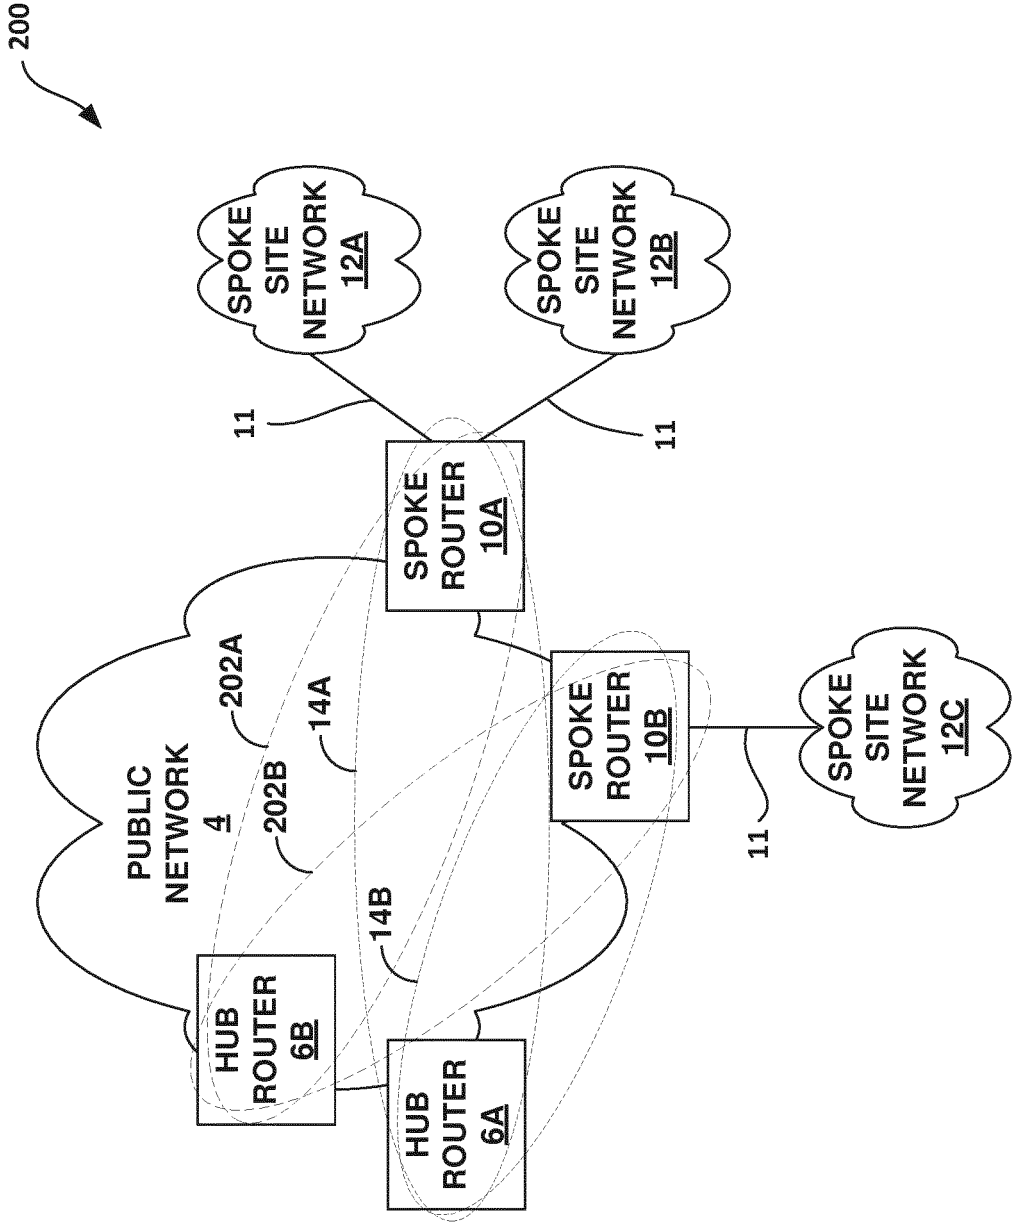 200
PUBLIC
NETWORK
4
202A
14A
202B
14B
HUB
ROUTER
6B
HUB
ROUTER
6A
SPOKE
ROUTER
10A
SPOKE
ROUTER
10B
11
11
11
SPOKE
SITE
NETWORK
12A
SPOKE
SITE
NETWORK
12B
SPOKE
SITE
NETWORK
12C